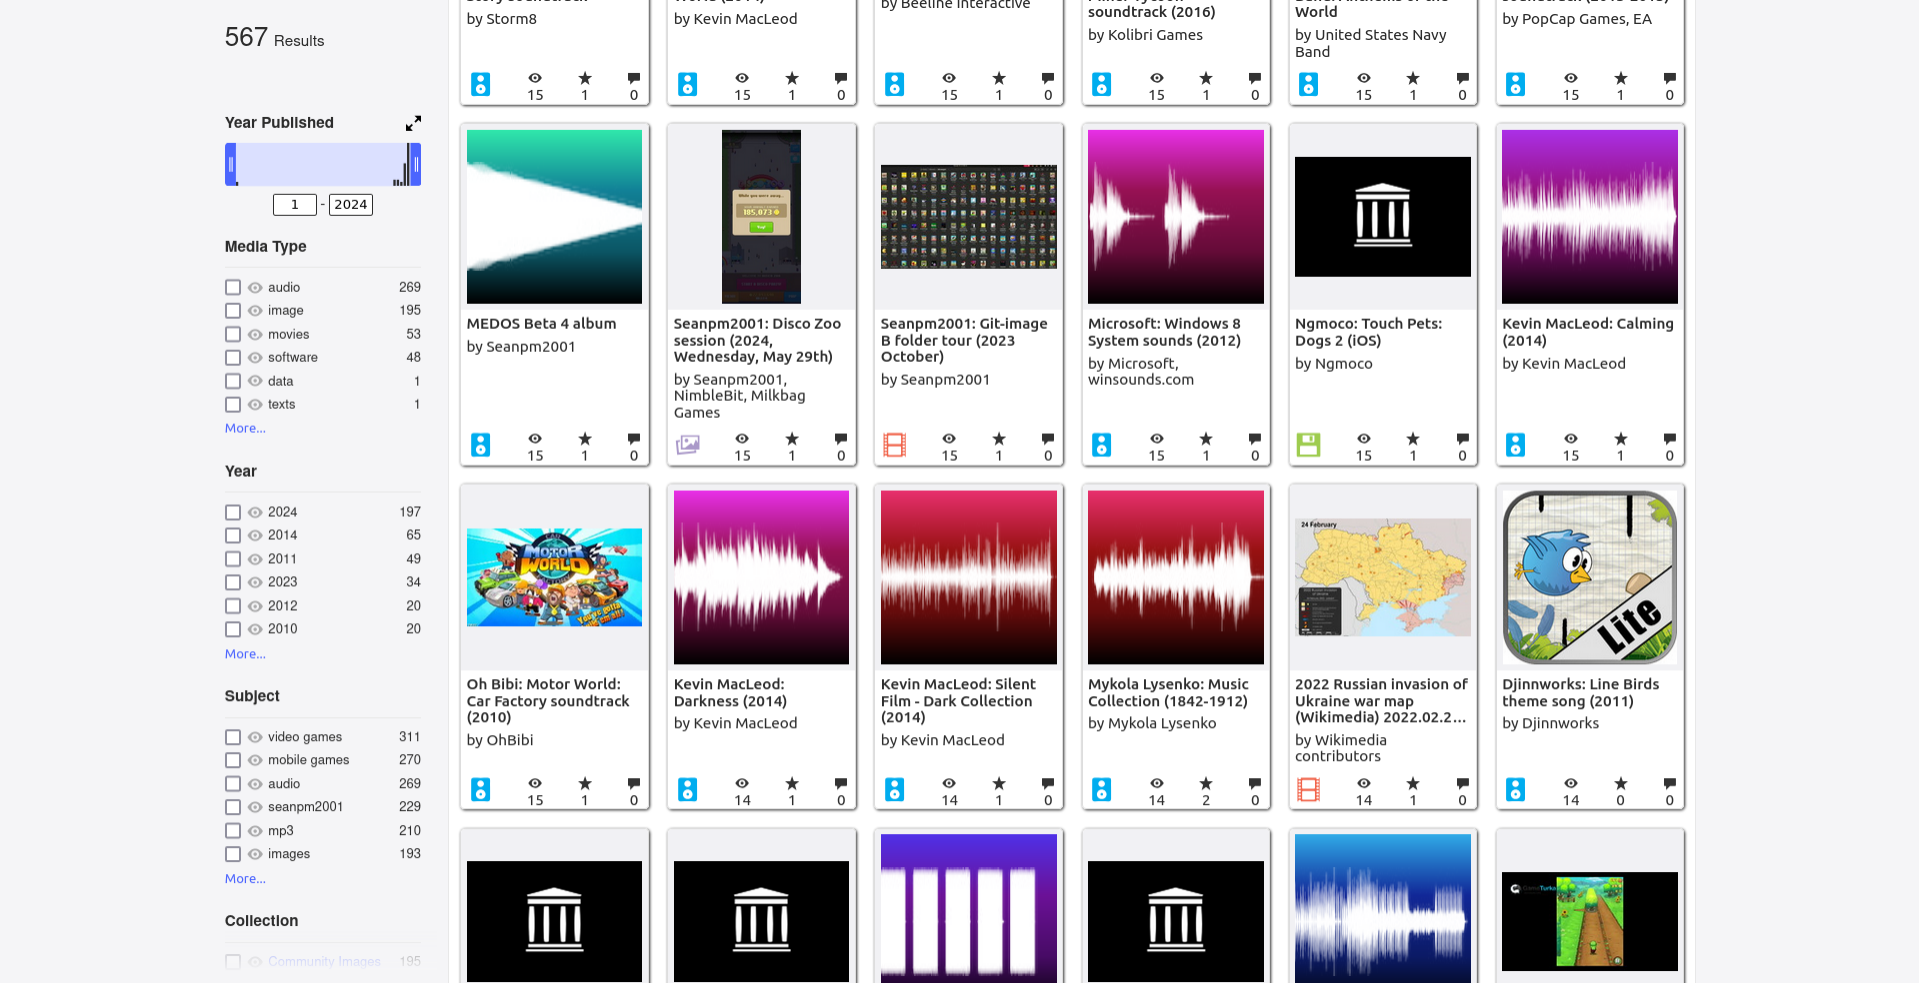 567 Results
Year Published
1 - 2024
Media Type
audio 269
image 195
movies 53
software 48
data 1
texts 1
More...
Year
2024 197
2014 65
2011 49
2023 34
2012 20
2010 20
More...
Subject
video games 311
mobile games 270
audio 269
seanpm2001 229
mp3 210
images 193
More...
Collection
Community Images 195
by Storm8
15 1 0
by Kevin MacLeod
15 1 0
by Beeline Interactive
15 1 0
soundtrack (2016)
by Kolibri Games
15 1 0
World
by United States Navy
Band
15 1 0
by PopCap Games, EA
15 1 0
MEDOS Beta 4 album
by Seanpm2001
15 1 0
185,073
Seanpm2001: Disco Zoo
session (2024,
Wednesday, May 29th)
by Seanpm2001,
NimbleBit, Milkbag
Games
15 1 0
Seanpm2001: Git-image
B folder tour (2023
October)
by Seanpm2001
15 1 0
Microsoft: Windows 8
System sounds (2012)
by Microsoft,
winsounds.com
15 1 0
Ngmoco: Touch Pets:
Dogs 2 (iOS)
by Ngmoco
15 1 0
Kevin MacLeod: Calming
(2014)
by Kevin MacLeod
15 1 0
CAR
MOTOR
WORLD
Oh Bibi: Motor World:
Car Factory soundtrack
(2010)
by OhBibi
15 1 0
Kevin MacLeod:
Darkness (2014)
by Kevin MacLeod
14 1 0
Kevin MacLeod: Silent
Film - Dark Collection
(2014)
by Kevin MacLeod
14 1 0
Mykola Lysenko: Music
Collection (1842-1912)
by Mykola Lysenko
14 2 0
24 February
2022 Russian invasion of
Ukraine war map
(Wikimedia) 2022.02.2...
by Wikimedia
contributors
14 1 0
Lite
Djinnworks: Line Birds
theme song (2011)
by Djinnworks
14 0 0